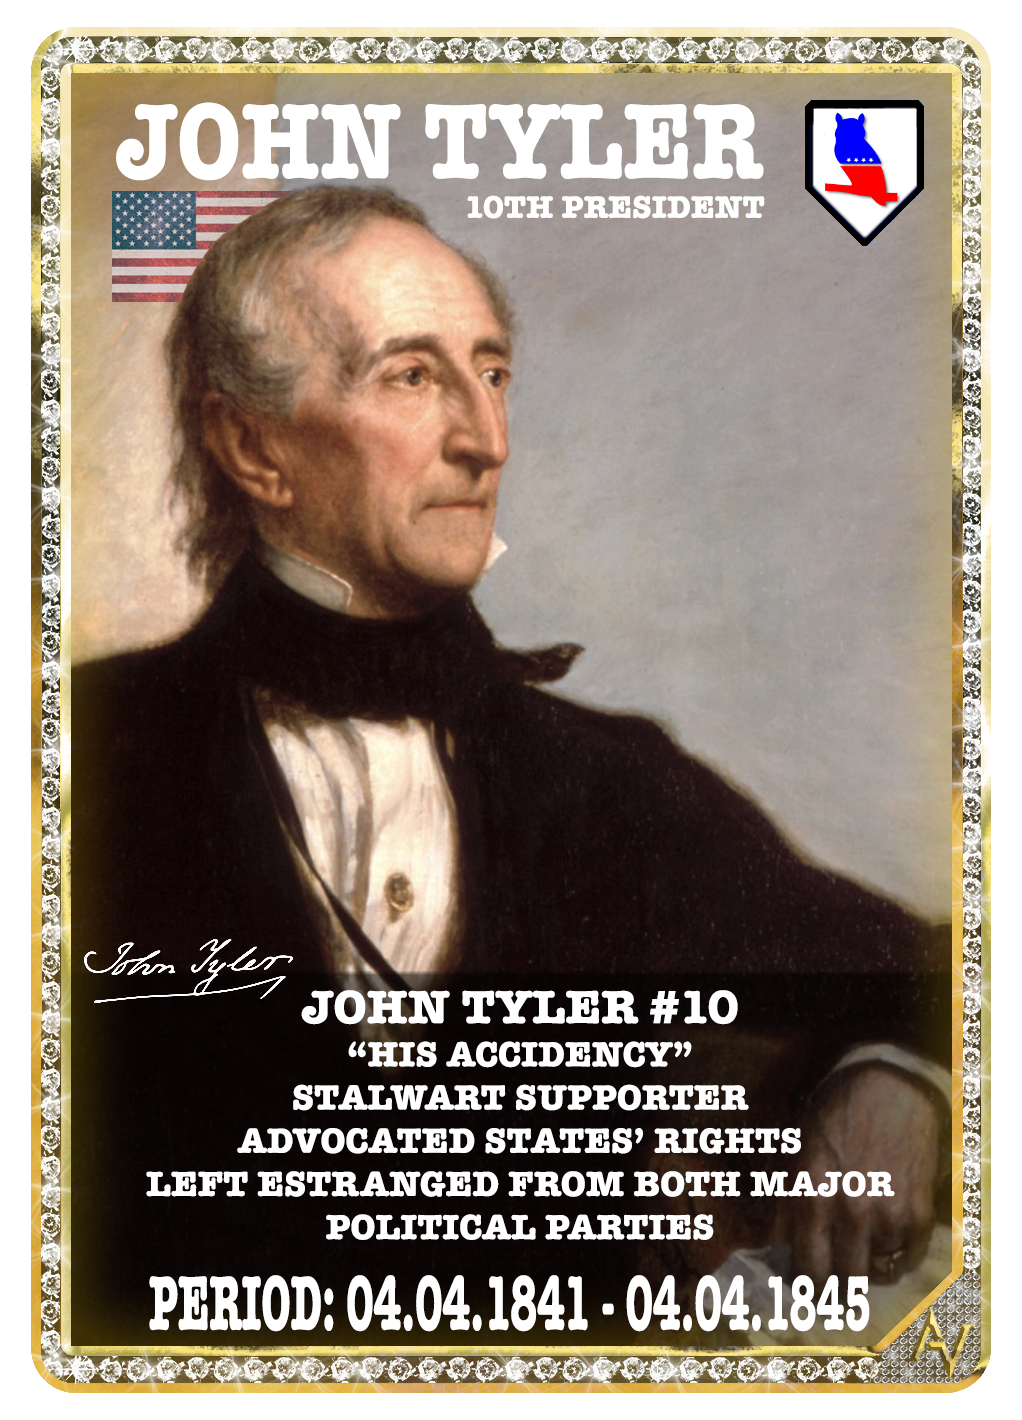 JOHN TYLER
10TH PRESIDENT
John Tyler
JOHN TYLER #10
“HIS ACCIDENCY”
STALWART SUPPORTER
ADVOCATED STATES’ RIGHTS
LEFT ESTRANGED FROM BOTH MAJOR
POLITICAL PARTIES
PERIOD: 04.04.1841 - 04.04.1845
AV